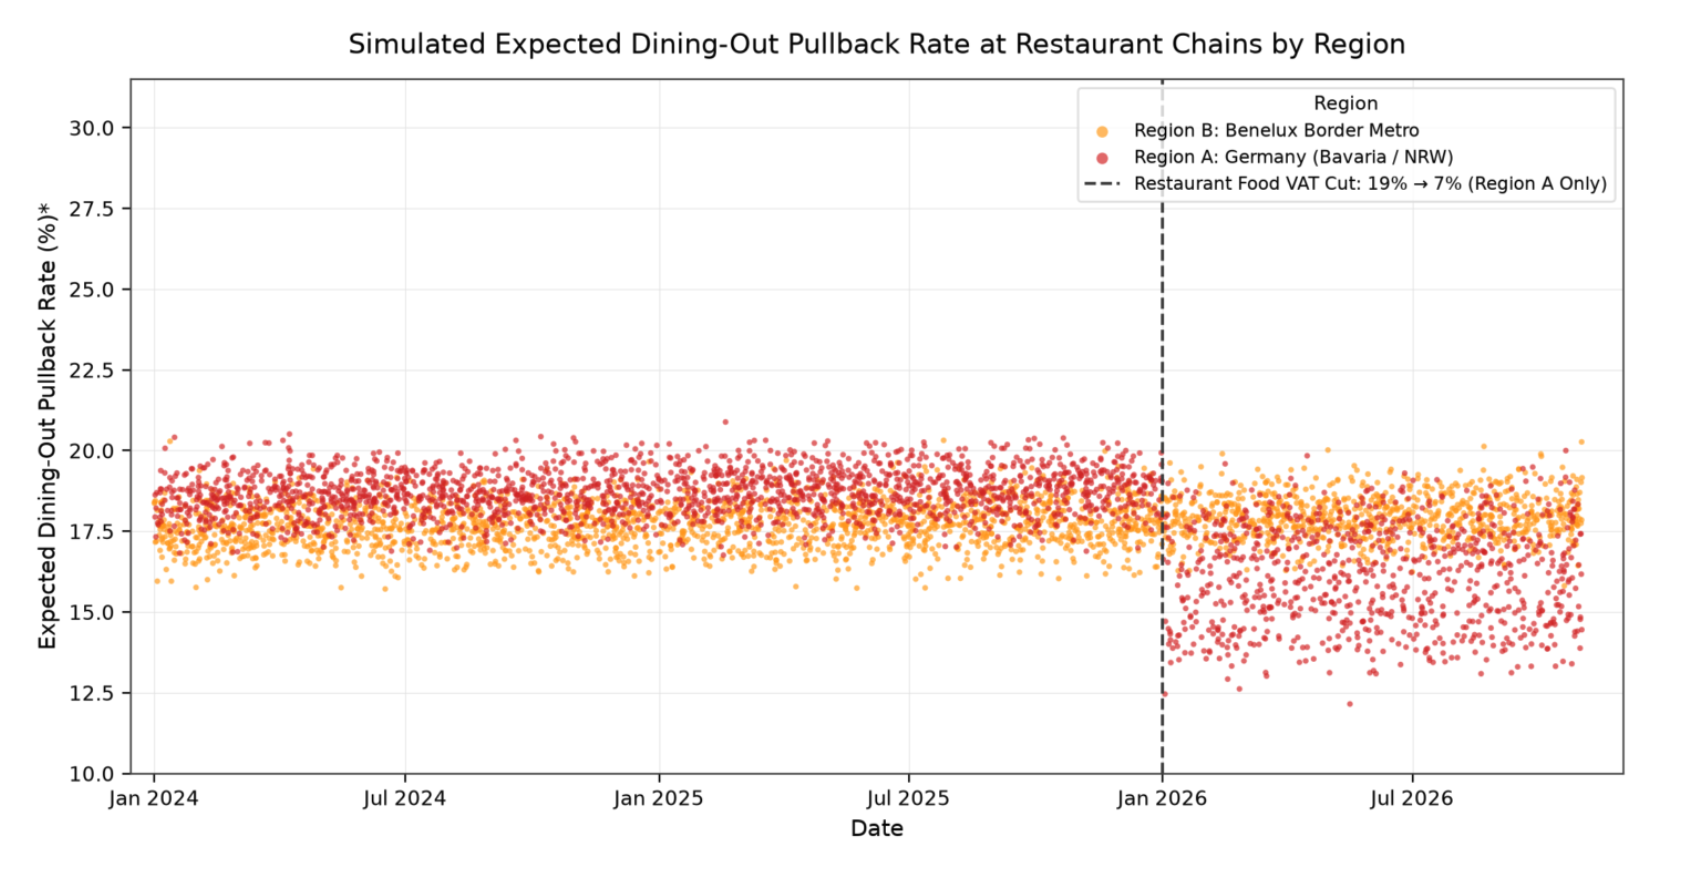 Simulated Expected Dining-Out Pullback Rate at Restaurant Chains by Region
Region
Region B: Benelux Border Metro
Region A: Germany (Bavaria / NRW)
Restaurant Food VAT Cut: 19% → 7% (Region A Only)
Expected Dining-Out Pullback Rate (%)*
30.0
27.5
25.0
22.5
20.0
17.5
15.0
12.5
10.0
Jan 2024 Jul 2024 Jan 2025 Jul 2025 Jan 2026 Jul 2026
Date